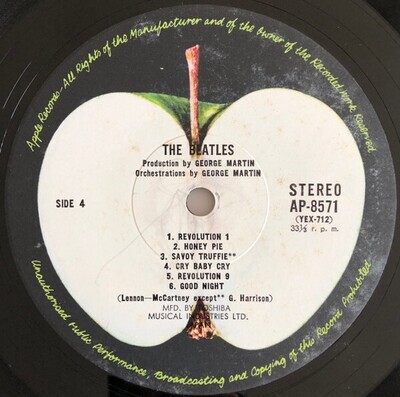 Apple Records—All Rights of the Manufacturer and of the Owner of the Recorded Work Reserved
THE BEATLES
Production by GEORGE MARTIN
Orchestrations by GEORGE MARTIN
SIDE 4
STEREO
AP-8571
(YEX-712)
33⅓ r. p. m.
1. REVOLUTION 1
2. HONEY PIE
3. SAVOY TRUFFIE**
4. CRY BABY CRY
5. REVOLUTION 9
6. GOOD NIGHT
(Lennon—McCartney except** G. Harrison)
MFD. BY TOSHIBA
MUSICAL INDUSTRIES LTD.
Unauthorised Public Performance, Broadcasting and Copying of this Record Prohibited